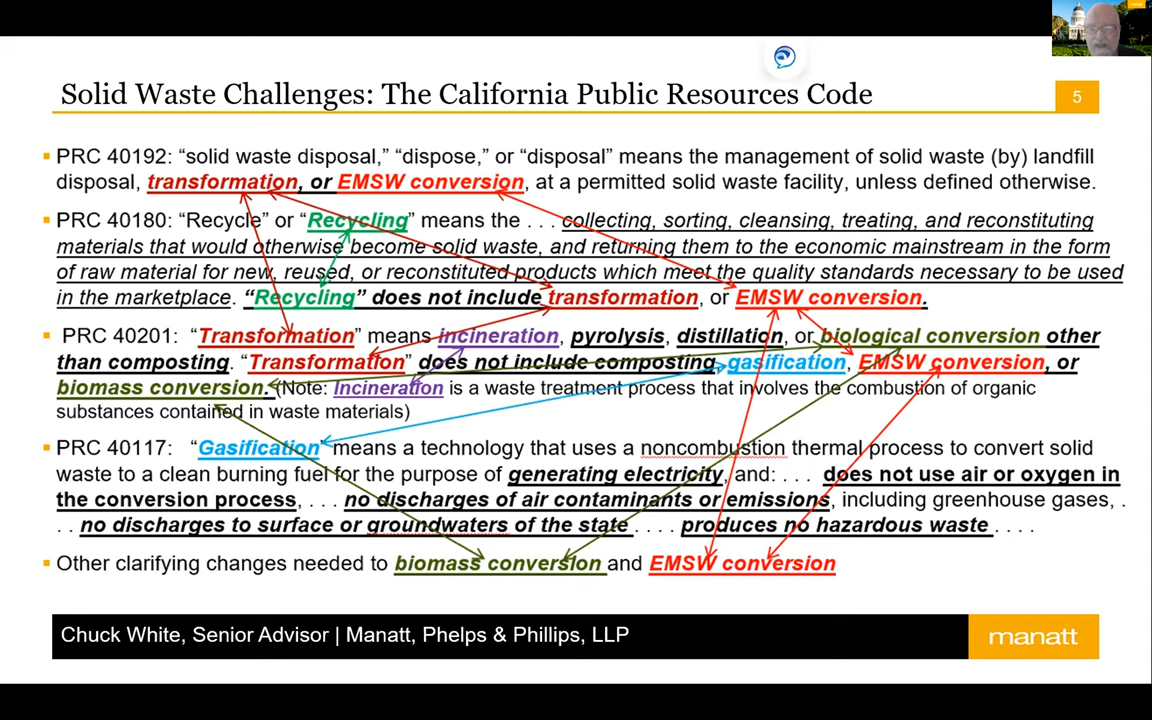 Solid Waste Challenges: The California Public Resources Code
5
▪ PRC 40192: “solid waste disposal,” “dispose,” or “disposal” means the management of solid waste (by) landfill
disposal, transformation, or EMSW conversion, at a permitted solid waste facility, unless defined otherwise.
▪ PRC 40180: “Recycle” or “Recycling” means the . . . collecting, sorting, cleansing, treating, and reconstituting
materials that would otherwise become solid waste, and returning them to the economic mainstream in the form
of raw material for new, reused, or reconstituted products which meet the quality standards necessary to be used
in the marketplace. “Recycling” does not include transformation, or EMSW conversion.
▪ PRC 40201: “Transformation” means incineration, pyrolysis, distillation, or biological conversion other
than composting. “Transformation” does not include composting, gasification, EMSW conversion, or
biomass conversion. (Note: Incineration is a waste treatment process that involves the combustion of organic
substances contained in waste materials)
▪ PRC 40117: “Gasification” means a technology that uses a noncombustion thermal process to convert solid
waste to a clean burning fuel for the purpose of generating electricity, and: . . . does not use air or oxygen in
the conversion process, . . . no discharges of air contaminants or emissions, including greenhouse gases, .
. . no discharges to surface or groundwaters of the state . . . . produces no hazardous waste . . . .
▪ Other clarifying changes needed to biomass conversion and EMSW conversion
Chuck White, Senior Advisor | Manatt, Phelps & Phillips, LLP
manatt